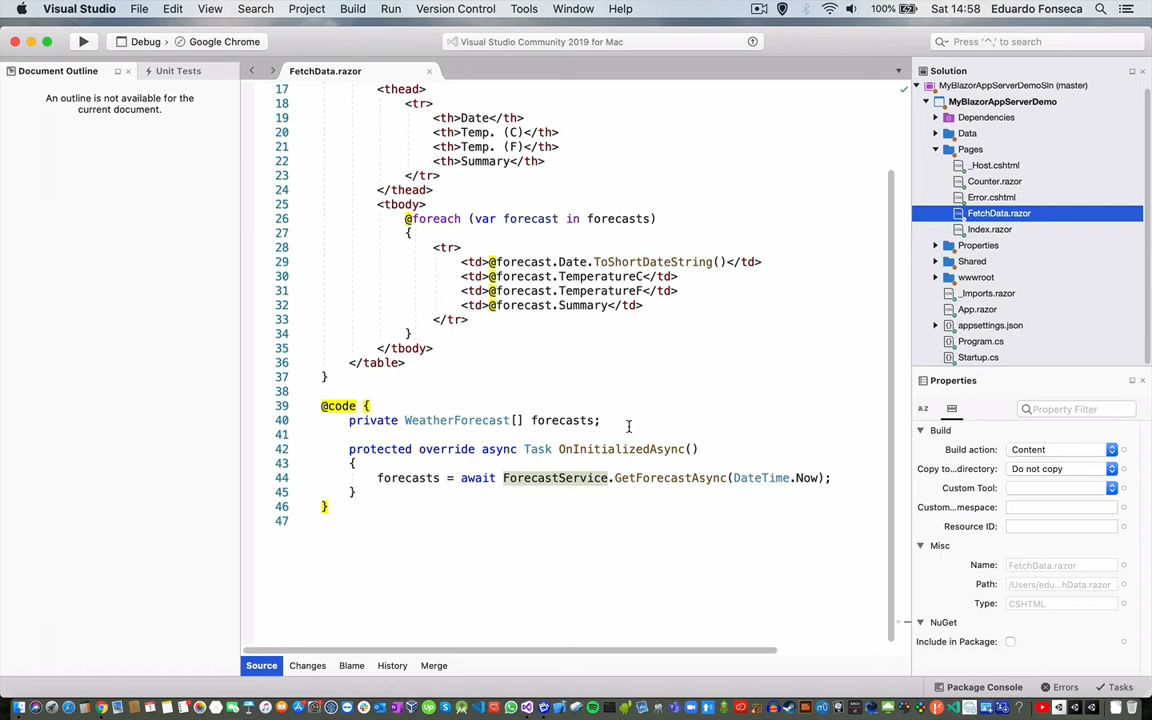 Visual Studio File Edit View Search Project Build Run Version Control Tools Window Help 100% Sat 14:58 Eduardo Fonseca
Debug › Google Chrome
Visual Studio Community 2019 for Mac
Press '⌃,' to search
Document Outline
Unit Tests
An outline is not available for the
current document.
FetchData.razor
17 <thead>
18 <tr>
19 <th>Date</th>
20 <th>Temp. (C)</th>
21 <th>Temp. (F)</th>
22 <th>Summary</th>
23 </tr>
24 </thead>
25 <tbody>
26 @foreach (var forecast in forecasts)
27 {
28 <tr>
29 <td>@forecast.Date.ToShortDateString()</td>
30 <td>@forecast.TemperatureC</td>
31 <td>@forecast.TemperatureF</td>
32 <td>@forecast.Summary</td>
33 </tr>
34 }
35 </tbody>
36 </table>
37 }
38
39 @code {
40 private WeatherForecast[] forecasts;
41
42 protected override async Task OnInitializedAsync()
43 {
44 forecasts = await ForecastService.GetForecastAsync(DateTime.Now);
45 }
46 }
47
Source Changes Blame History Merge
Solution
MyBlazorAppServerDemoSln (master)
MyBlazorAppServerDemo
Dependencies
Data
Pages
_Host.cshtml
Counter.razor
Error.cshtml
FetchData.razor
Index.razor
Properties
Shared
wwwroot
_Imports.razor
App.razor
appsettings.json
Program.cs
Startup.cs
Properties
a.z
Property Filter
Build
Build action: Content
Copy to...directory: Do not copy
Custom Tool:
Custom...mespace:
Resource ID:
Misc
Name: FetchData.razor
Path: /Users/edu...hData.razor
Type: CSHTML
NuGet
Include in Package:
Package Console Errors Tasks